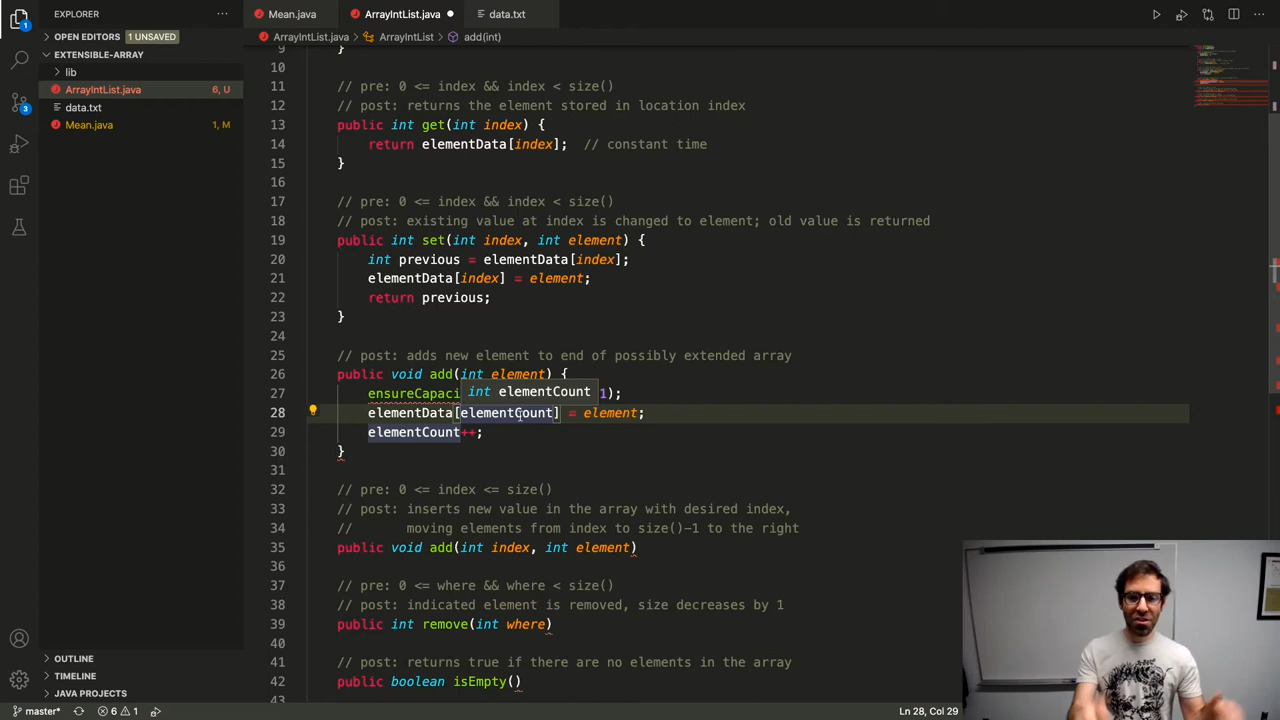 EXPLORER
...
Mean.java
ArrayIntList.java
data.txt
...
OPEN EDITORS
1 UNSAVED
ArrayIntList.java > ArrayIntList > add(int)
EXTENSIBLE-ARRAY
lib
ArrayIntList.java 6, U
data.txt
Mean.java 1, M
1
3
9 }
10
11 // pre: 0 <= index && index < size()
12 // post: returns the element stored in location index
13 public int get(int index) {
14 return elementData[index]; // constant time
15 }
16
17 // pre: 0 <= index && index < size()
18 // post: existing value at index is changed to element; old value is returned
19 public int set(int index, int element) {
20 int previous = elementData[index];
21 elementData[index] = element;
22 return previous;
23 }
24
25 // post: adds new element to end of possibly extended array
26 public void add(int element) {
int elementCount
27 ensureCapaci 1);
28 elementData[elementCount] = element;
29 elementCount++;
30 }
31
32 // pre: 0 <= index <= size()
33 // post: inserts new value in the array with desired index,
34 // moving elements from index to size()-1 to the right
35 public void add(int index, int element)
36
37 // pre: 0 <= where && where < size()
38 // post: indicated element is removed, size decreases by 1
39 public int remove(int where)
40
41 // post: returns true if there are no elements in the array
42 public boolean isEmpty()
43
OUTLINE
TIMELINE
JAVA PROJECTS
master*
6 1
Ln 28, Col 29